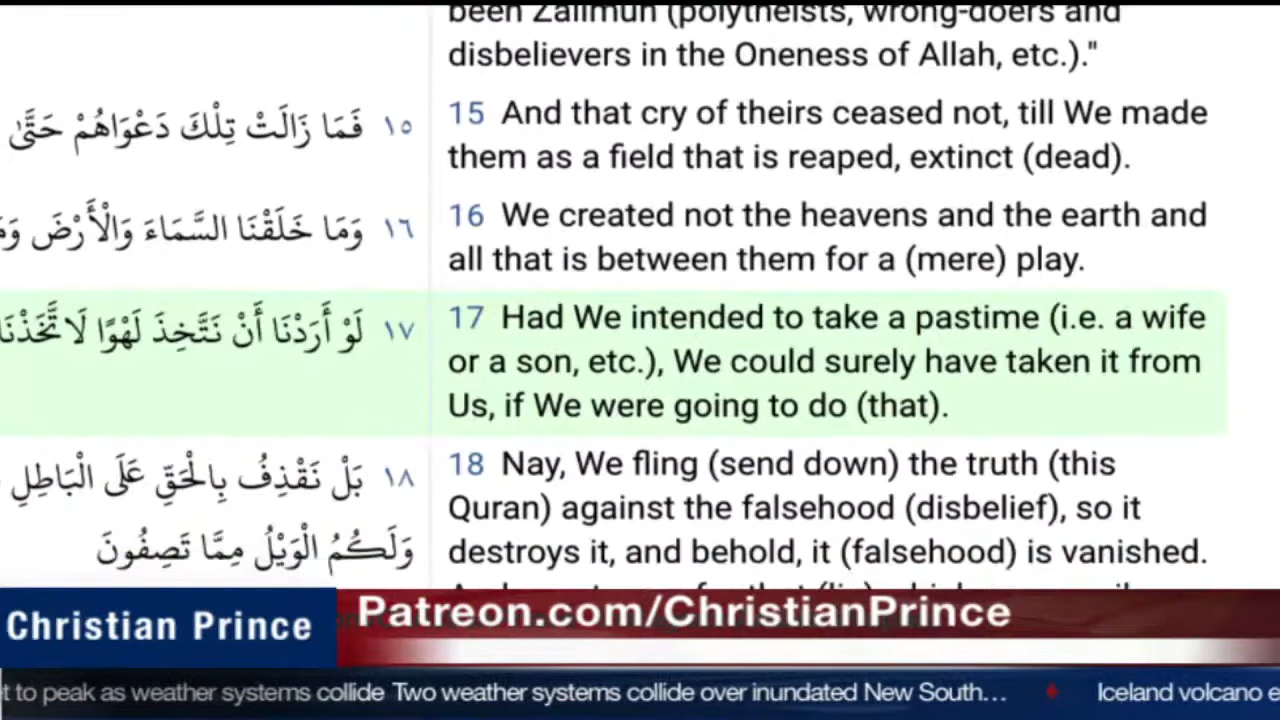 been Zalimun (polytheists, wrong-doers and
disbelievers in the Oneness of Allah, etc.)."
١٥ فَمَا زَالَتْ تِلْكَ دَعْوَاهُمْ حَتَّىٰ
15 And that cry of theirs ceased not, till We made
them as a field that is reaped, extinct (dead).
١٦ وَمَا خَلَقْنَا السَّمَاءَ وَالْأَرْضَ
16 We created not the heavens and the earth and
all that is between them for a (mere) play.
١٧ لَوْ أَرَدْنَا أَنْ نَتَّخِذَ لَهْوًا لَاتَّخَذْنَا
17 Had We intended to take a pastime (i.e. a wife
or a son, etc.), We could surely have taken it from
Us, if We were going to do (that).
١٨ بَلْ نَقْذِفُ بِالْحَقِّ عَلَى الْبَاطِلِ
وَلَكُمُ الْوَيْلُ مِمَّا تَصِفُونَ
18 Nay, We fling (send down) the truth (this
Quran) against the falsehood (disbelief), so it
destroys it, and behold, it (falsehood) is vanished.
Christian Prince
Patreon.com/ChristianPrince
t to peak as weather systems collide Two weather systems collide over inundated New South... Iceland volcano e